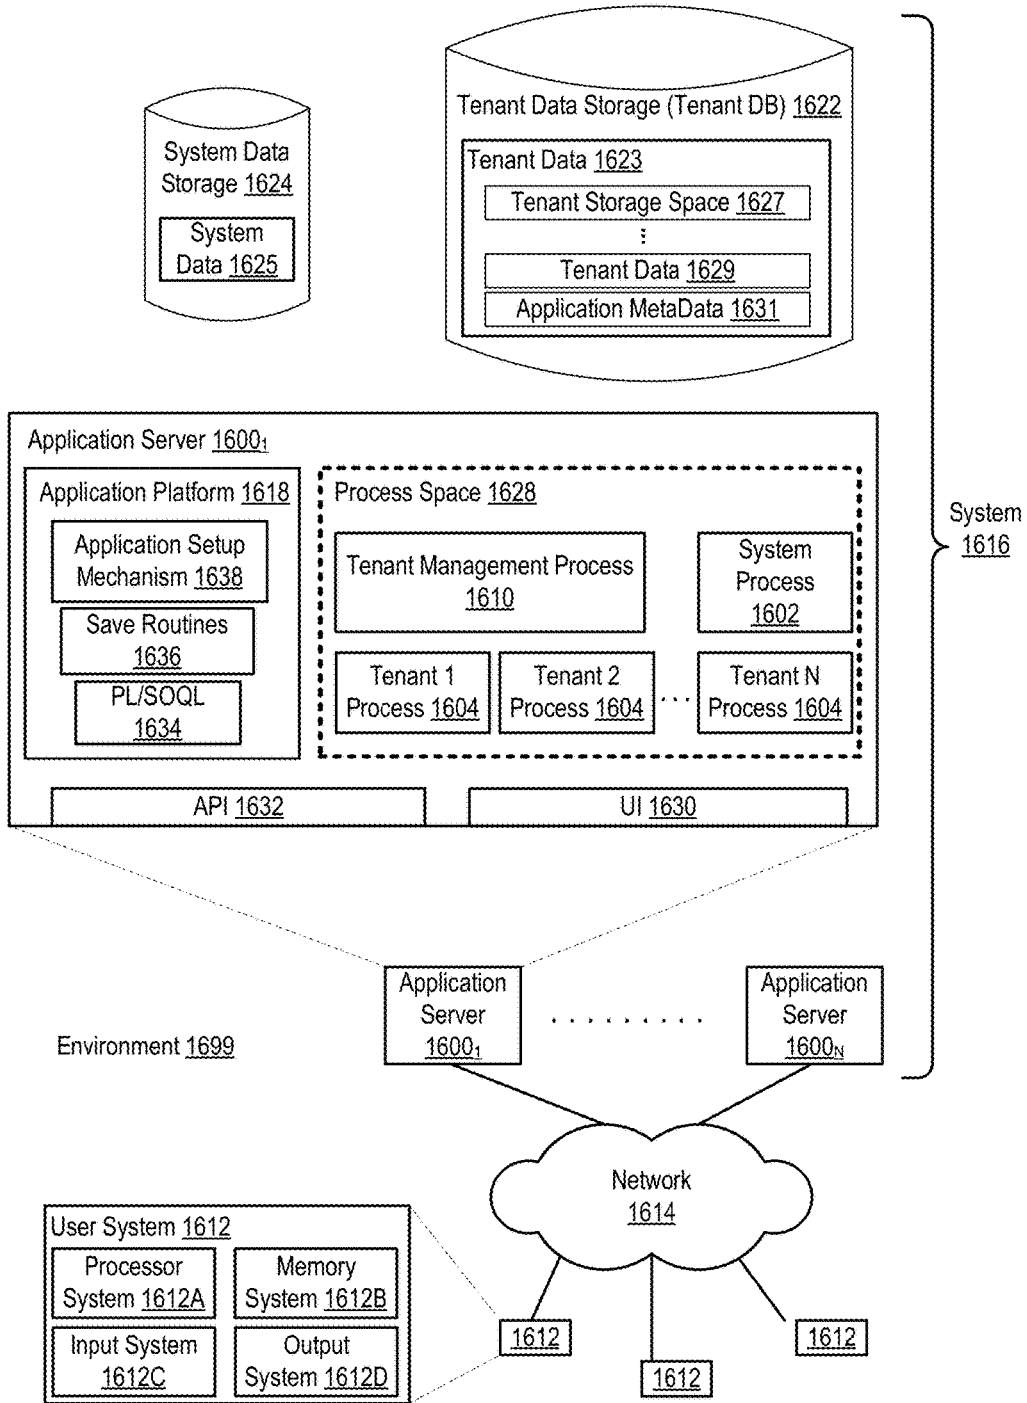 Tenant Data Storage (Tenant DB) 1622
Tenant Data 1623
Tenant Storage Space 1627
Tenant Data 1629
Application MetaData 1631
System Data
Storage 1624
System
Data 1625
System
1616
Application Server 1600₁
Application Platform 1618
Application Setup
Mechanism 1638
Save Routines
1636
PL/SOQL
1634
Process Space 1628
Tenant Management Process
1610
System
Process
1602
Tenant 1
Process 1604
Tenant 2
Process 1604
Tenant N
Process 1604
API 1632
UI 1630
Application
Server
1600₁
Application
Server
1600N
Environment 1699
Network
1614
User System 1612
Processor
System 1612A
Memory
System 1612B
Input System
1612C
Output
System 1612D
1612
1612
1612